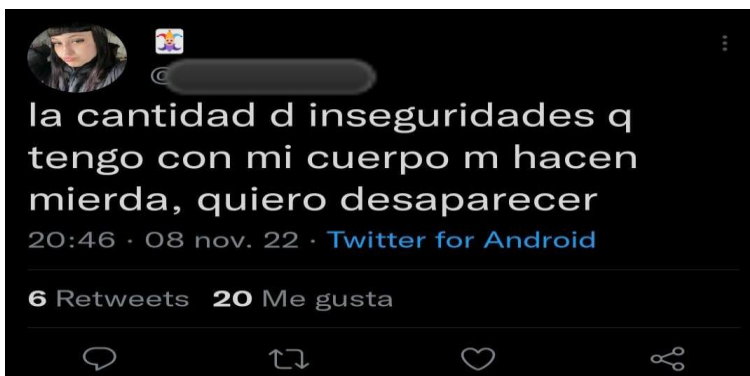 @
la cantidad d inseguridades q
tengo con mi cuerpo m hacen
mierda, quiero desaparecer
20:46 · 08 nov. 22 · Twitter for Android
6 Retweets 20 Me gusta